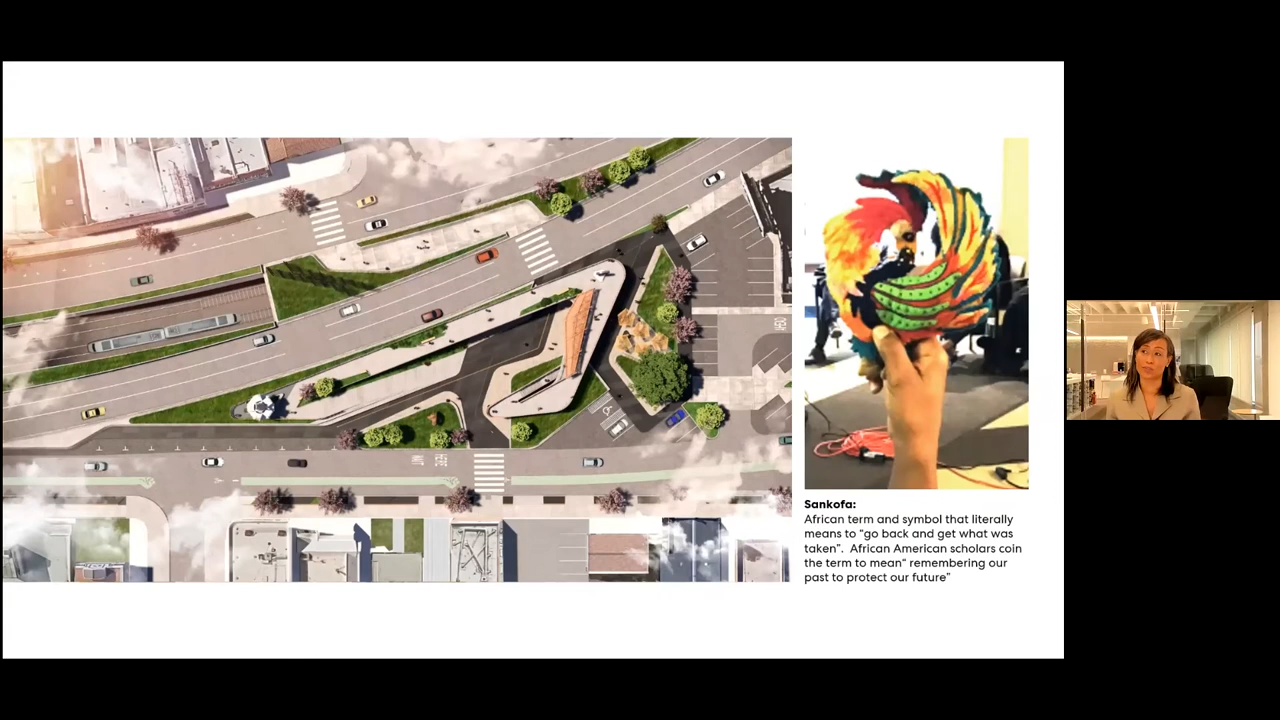 Sankofa:
African term and symbol that literally
means to “go back and get what was
taken”.  African American scholars coin
the term to mean“ remembering our
past to protect our future”